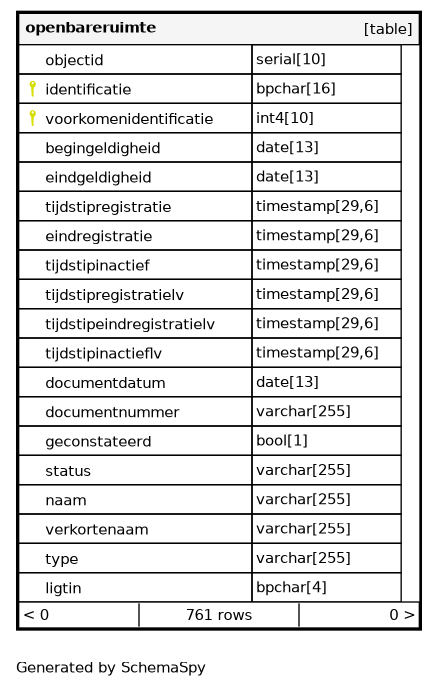 openbareruimte [table]
objectid serial[10]
identificatie bpchar[16]
voorkomenidentificatie int4[10]
begingeldigheid date[13]
eindgeldigheid date[13]
tijdstipregistratie timestamp[29,6]
eindregistratie timestamp[29,6]
tijdstipinactief timestamp[29,6]
tijdstipregistratielv timestamp[29,6]
tijdstipeindregistratielv timestamp[29,6]
tijdstipinactieflv timestamp[29,6]
documentdatum date[13]
documentnummer varchar[255]
geconstateerd bool[1]
status varchar[255]
naam varchar[255]
verkortenaam varchar[255]
type varchar[255]
ligtin bpchar[4]
< 0 761 rows 0 >
Generated by SchemaSpy